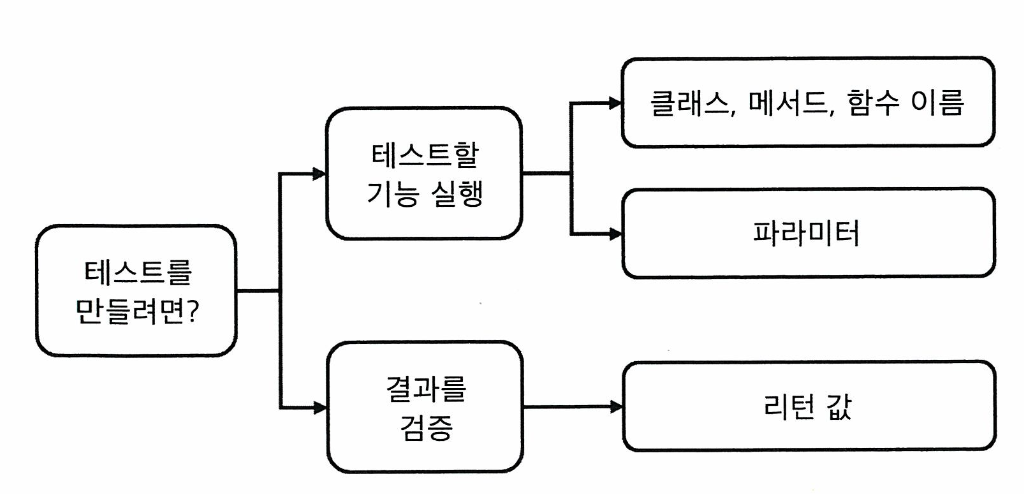 테스트를
만들려면?
테스트할
기능 실행
결과를
검증
클래스, 메서드, 함수 이름
파라미터
리턴 값